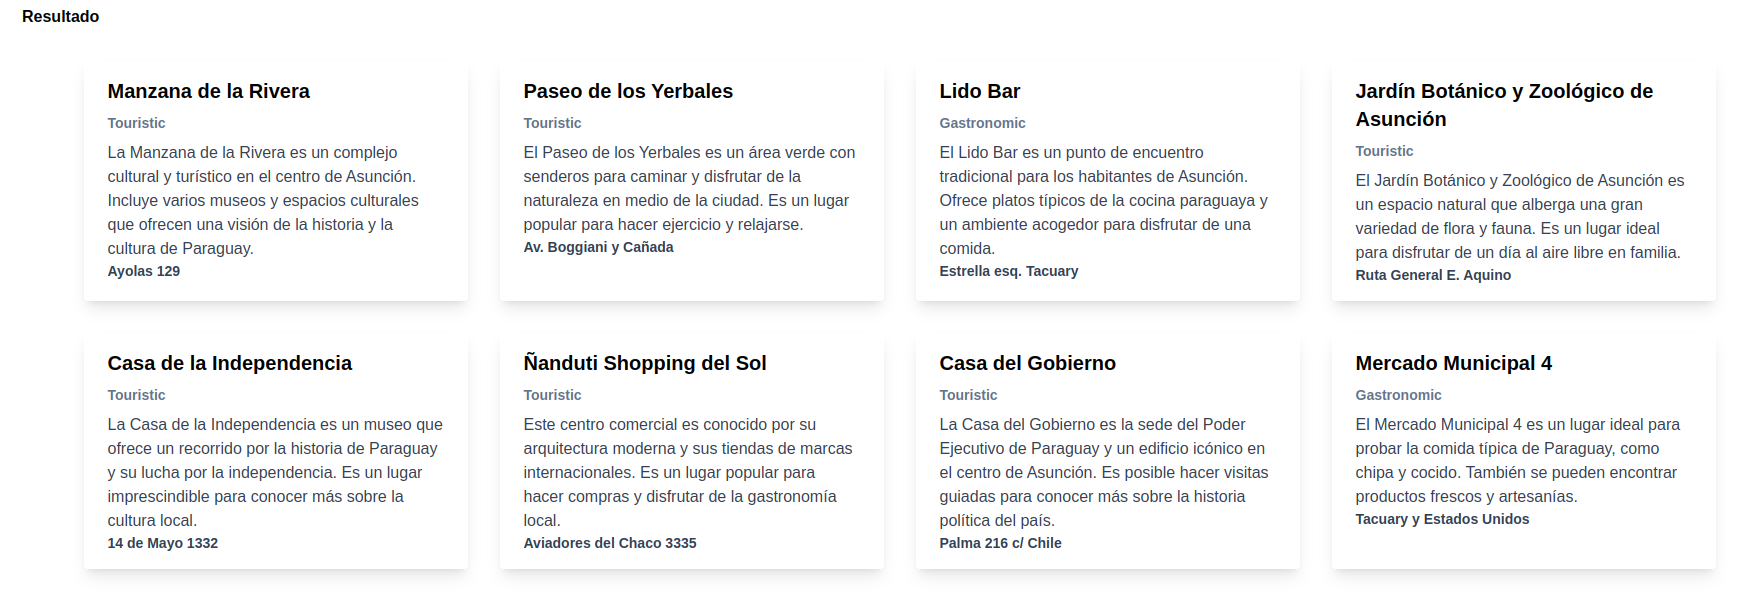 Resultado
Manzana de la Rivera
Touristic
La Manzana de la Rivera es un complejo
cultural y turístico en el centro de Asunción.
Incluye varios museos y espacios culturales
que ofrecen una visión de la historia y la
cultura de Paraguay.
Ayolas 129
Paseo de los Yerbales
Touristic
El Paseo de los Yerbales es un área verde con
senderos para caminar y disfrutar de la
naturaleza en medio de la ciudad. Es un lugar
popular para hacer ejercicio y relajarse.
Av. Boggiani y Cañada
Lido Bar
Gastronomic
El Lido Bar es un punto de encuentro
tradicional para los habitantes de Asunción.
Ofrece platos típicos de la cocina paraguaya y
un ambiente acogedor para disfrutar de una
comida.
Estrella esq. Tacuary
Jardín Botánico y Zoológico de
Asunción
Touristic
El Jardín Botánico y Zoológico de Asunción es
un espacio natural que alberga una gran
variedad de flora y fauna. Es un lugar ideal
para disfrutar de un día al aire libre en familia.
Ruta General E. Aquino
Casa de la Independencia
Touristic
La Casa de la Independencia es un museo que
ofrece un recorrido por la historia de Paraguay
y su lucha por la independencia. Es un lugar
imprescindible para conocer más sobre la
cultura local.
14 de Mayo 1332
Ñanduti Shopping del Sol
Touristic
Este centro comercial es conocido por su
arquitectura moderna y sus tiendas de marcas
internacionales. Es un lugar popular para
hacer compras y disfrutar de la gastronomía
local.
Aviadores del Chaco 3335
Casa del Gobierno
Touristic
La Casa del Gobierno es la sede del Poder
Ejecutivo de Paraguay y un edificio icónico en
el centro de Asunción. Es posible hacer visitas
guiadas para conocer más sobre la historia
política del país.
Palma 216 c/ Chile
Mercado Municipal 4
Gastronomic
El Mercado Municipal 4 es un lugar ideal para
probar la comida típica de Paraguay, como
chipa y cocido. También se pueden encontrar
productos frescos y artesanías.
Tacuary y Estados Unidos